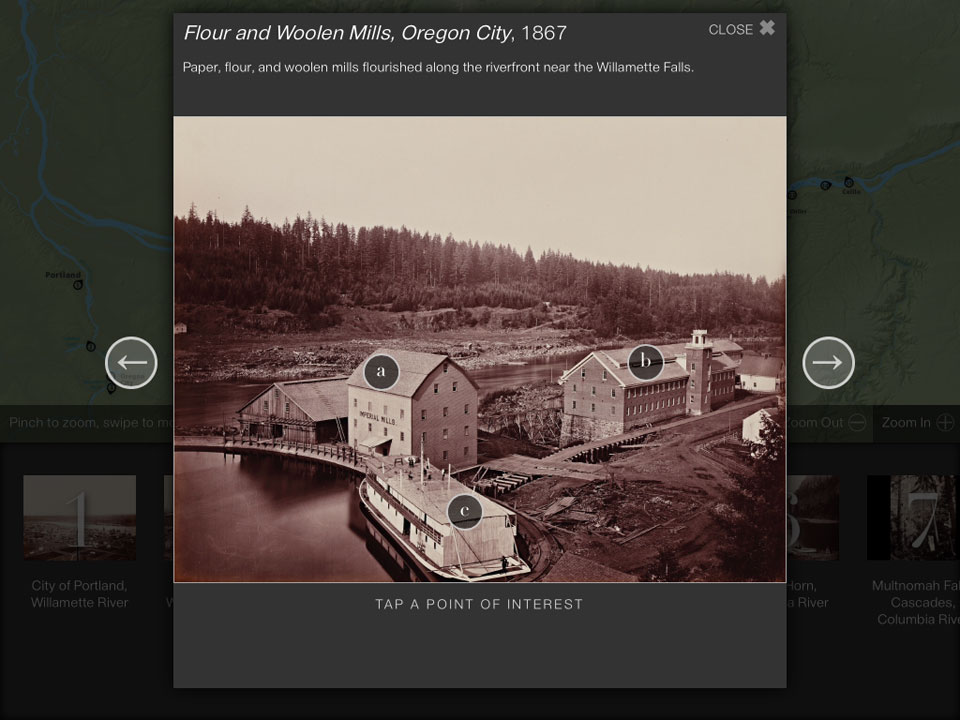 Flour and Woolen Mills, Oregon City, 1867
CLOSE ✖
Paper, flour, and woolen mills flourished along the riverfront near the Willamette Falls.
Portland
Celilo
a
b
IMPERIAL MILLS.
c
Pinch to zoom, swipe to m
Zoom Out
Zoom In
TAP A POINT OF INTEREST
1
7
City of Portland,
Willamette River
W
Horn,
a River
Multnomah Fal
Cascades,
Columbia Rive